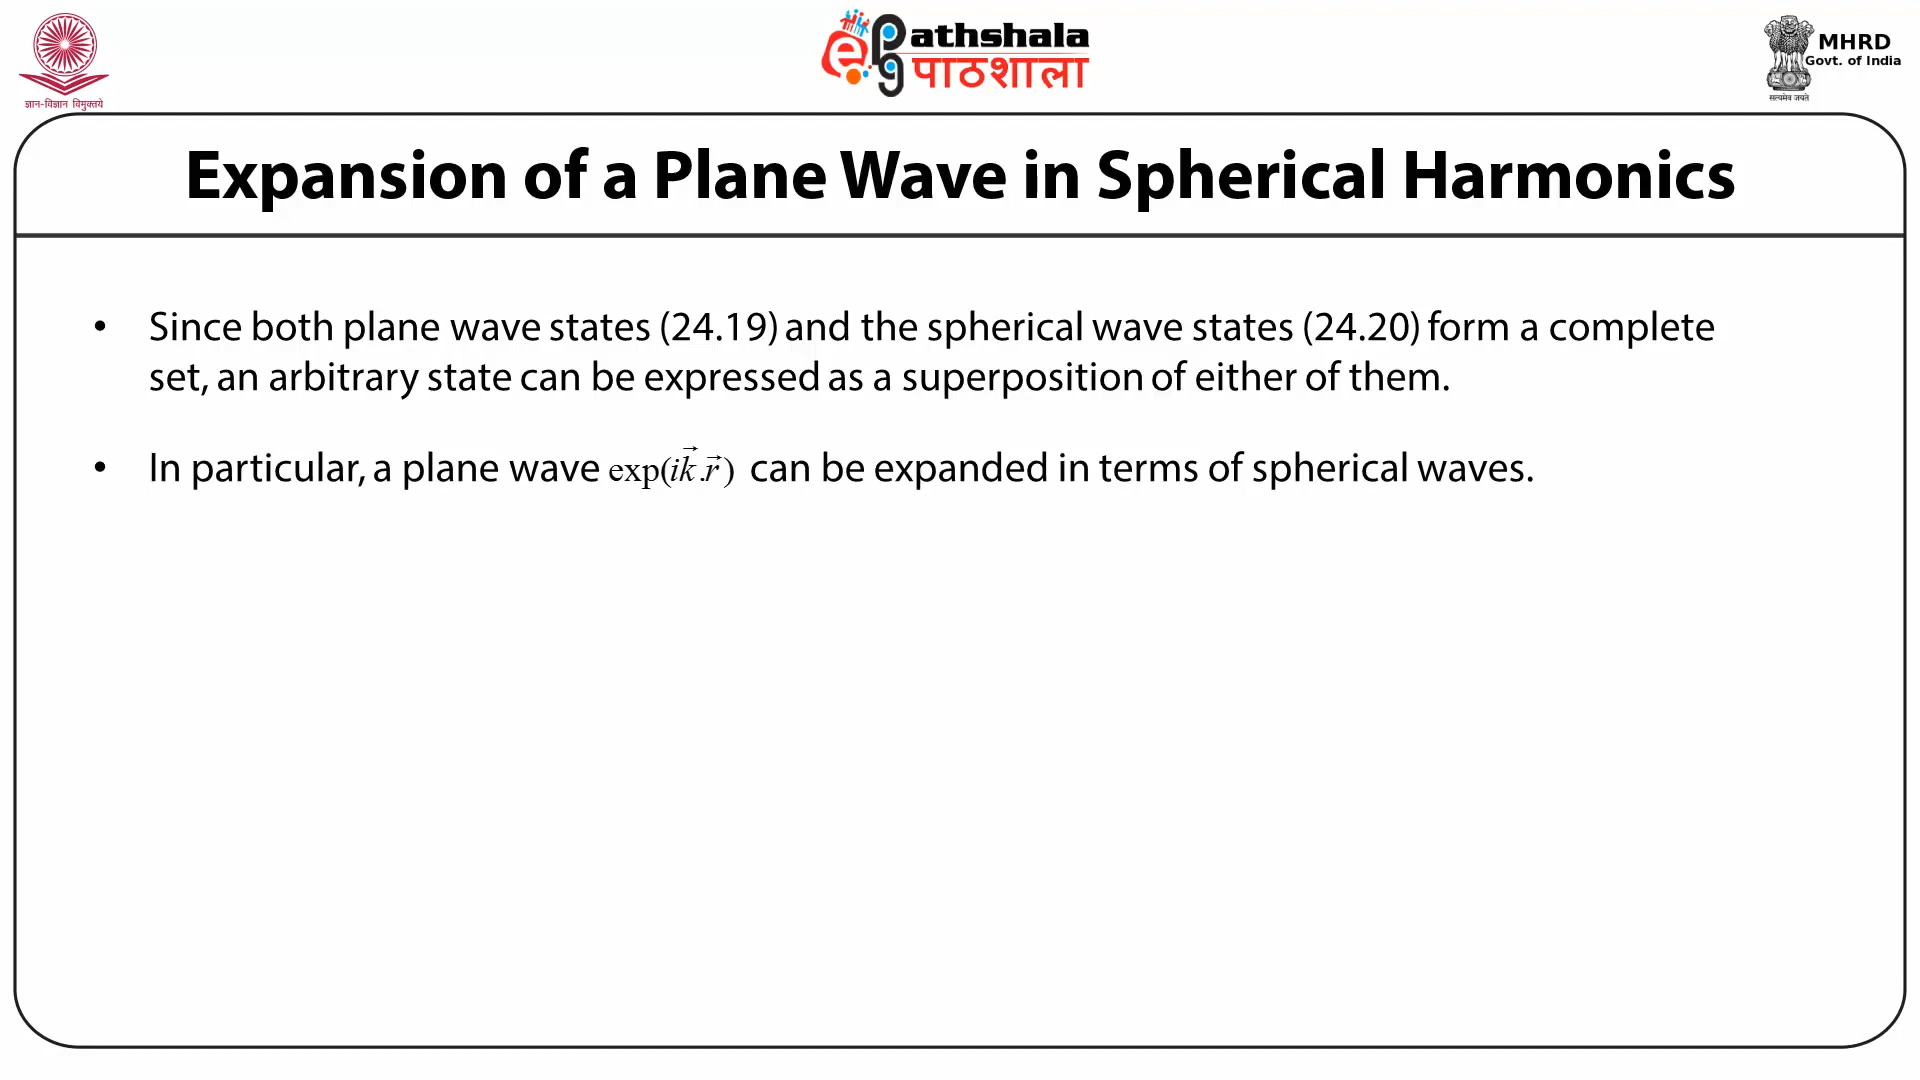 ज्ञान-विज्ञान विमुक्तये
ePathshala
पाठशाला
MHRD
Govt. of India
सत्यमेव जयते
Expansion of a Plane Wave in Spherical Harmonics
• Since both plane wave states (24.19) and the spherical wave states (24.20) form a complete
set, an arbitrary state can be expressed as a superposition of either of them.
• In particular, a plane wave exp(i\vec{k}.\vec{r}) can be expanded in terms of spherical waves.